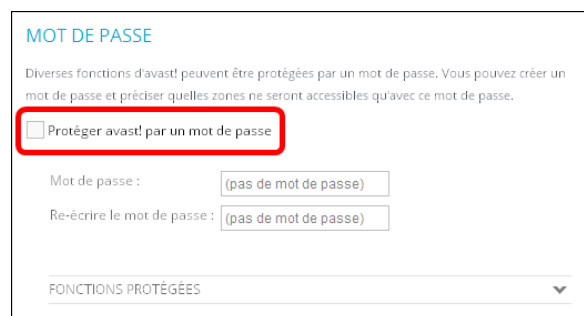 MOT DE PASSE
Diverses fonctions d'avast! peuvent être protégées par un mot de passe. Vous pouvez créer un
mot de passe et préciser quelles zones ne seront accessibles qu'avec ce mot de passe.
Protéger avast! par un mot de passe
Mot de passe : (pas de mot de passe)
Re-écrire le mot de passe : (pas de mot de passe)
FONCTIONS PROTÉGÉES